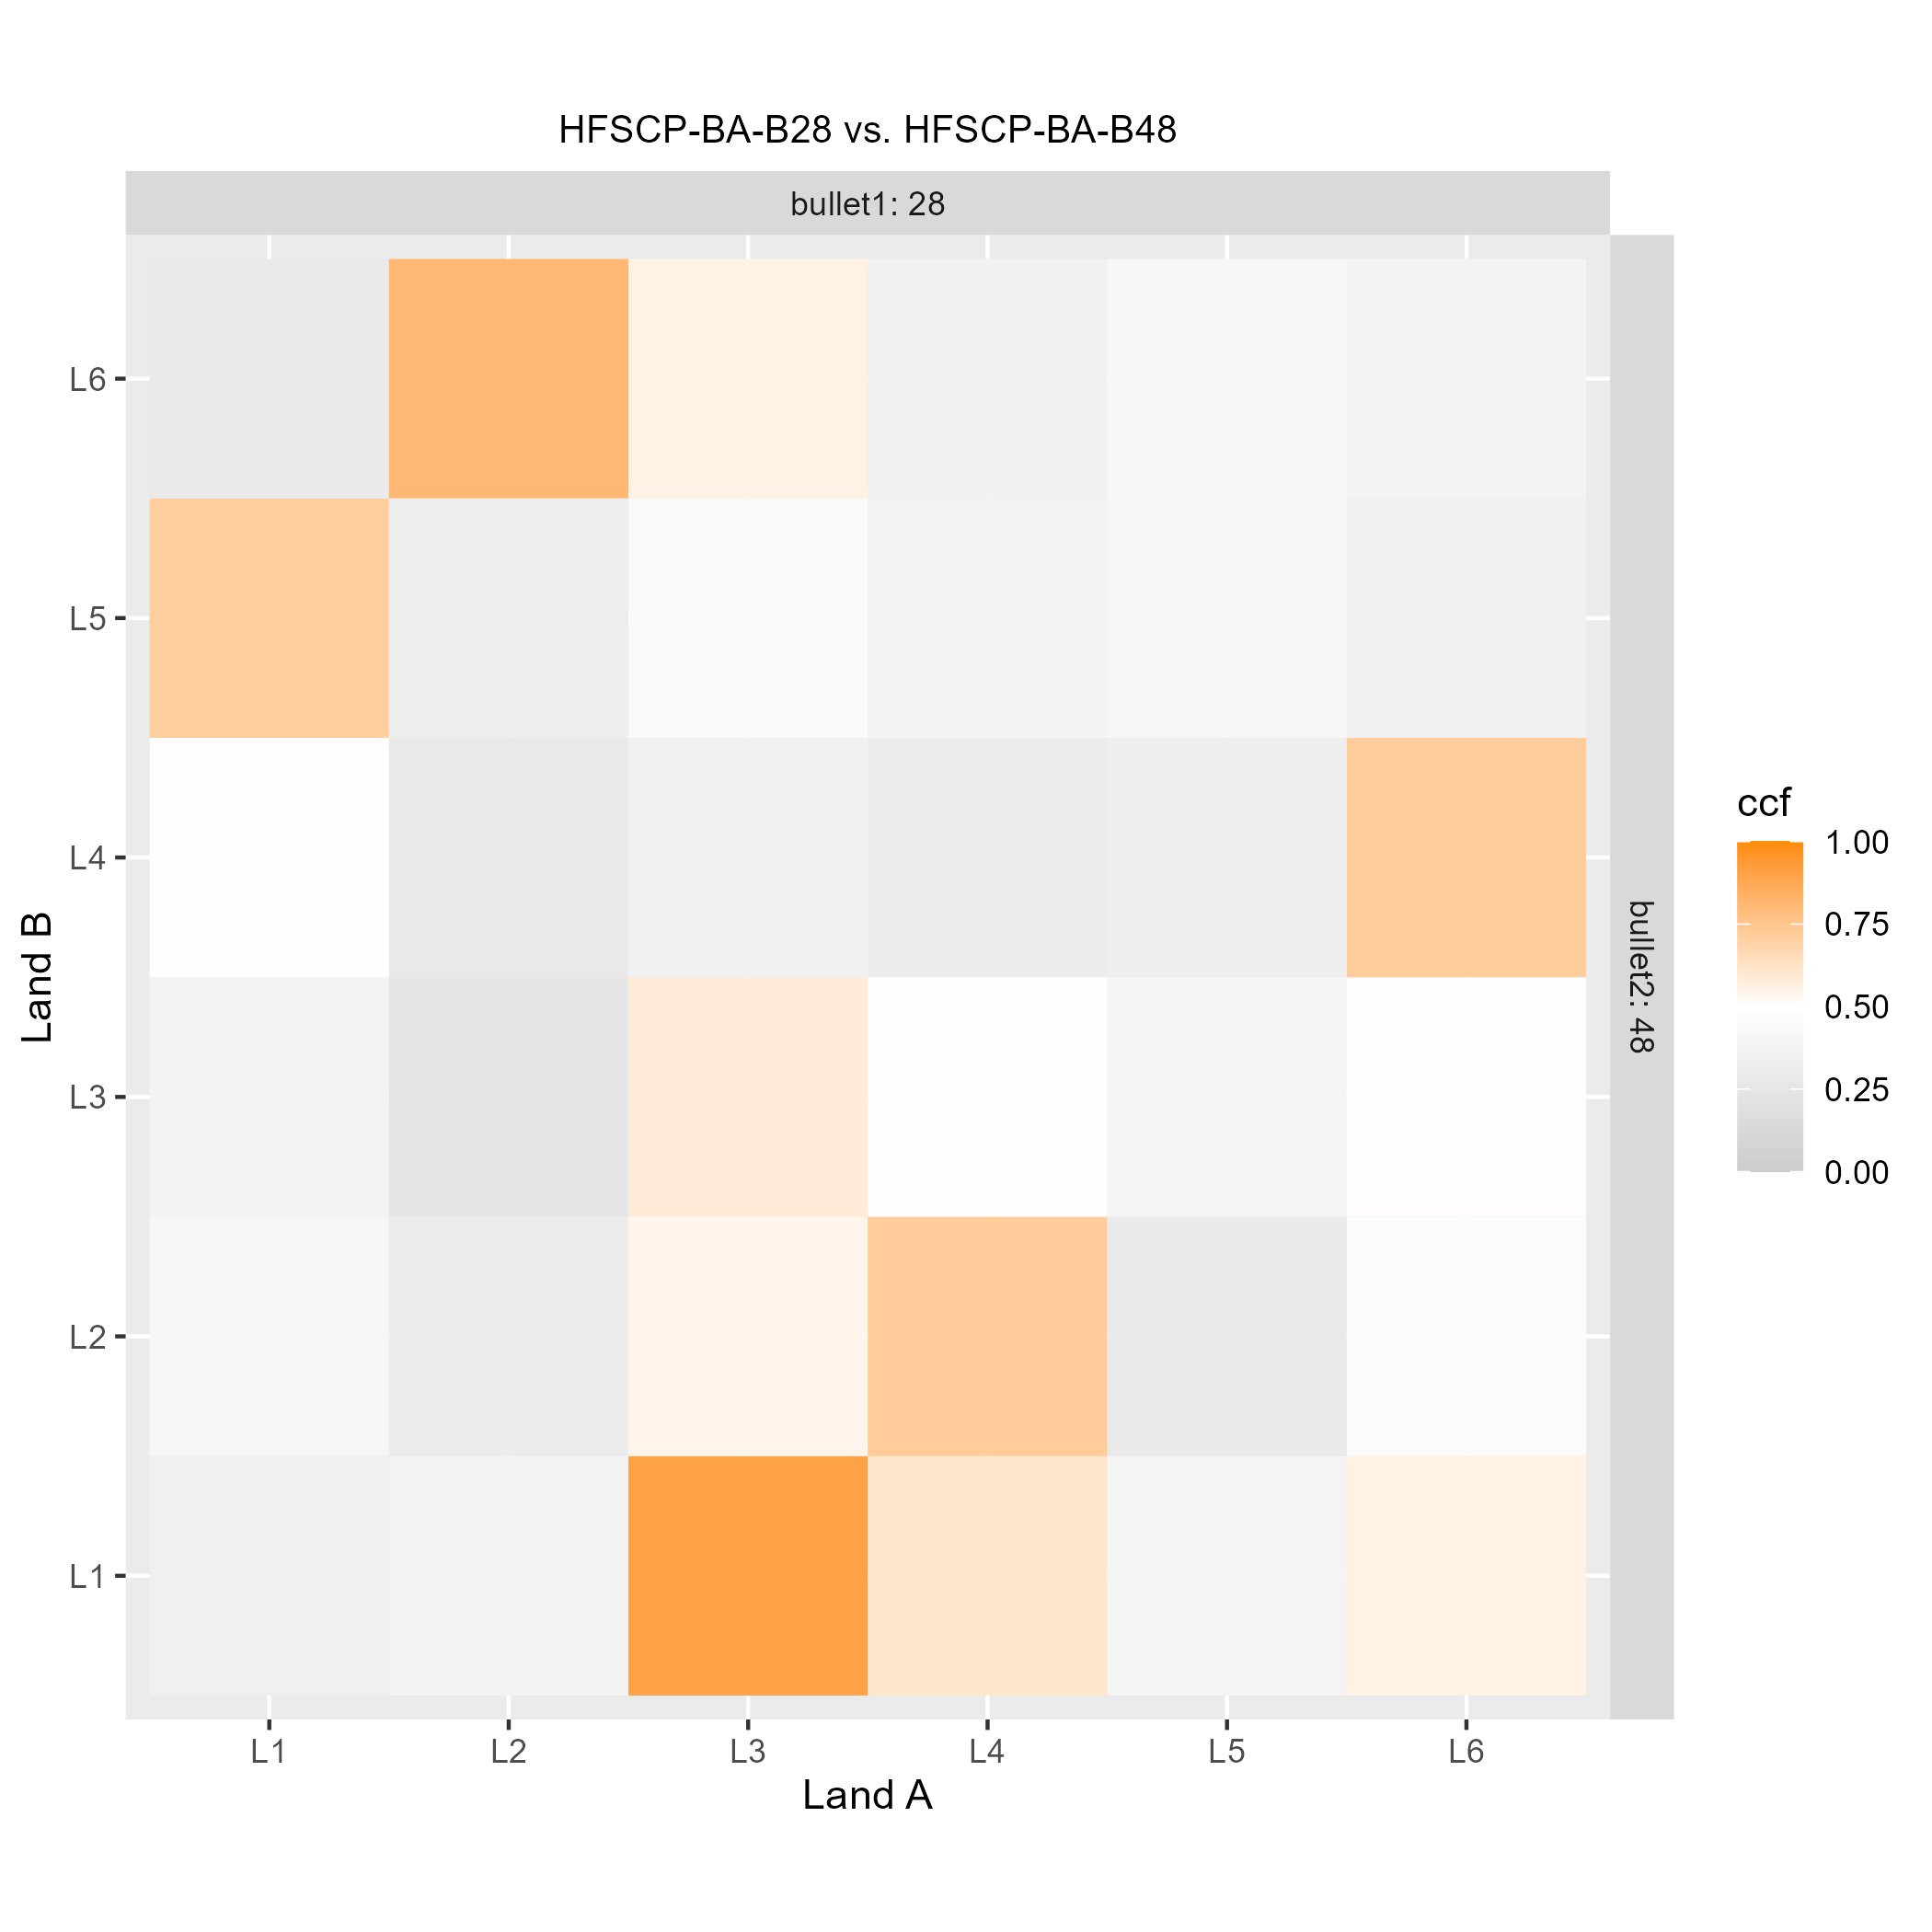 HFSCP-BA-B28 vs. HFSCP-BA-B48
bullet1: 28
L6
L5
L4
L3
L2
L1
Land B
bullet2: 48
ccf
1.00
0.75
0.50
0.25
0.00
L1 L2 L3 L4 L5 L6
Land A